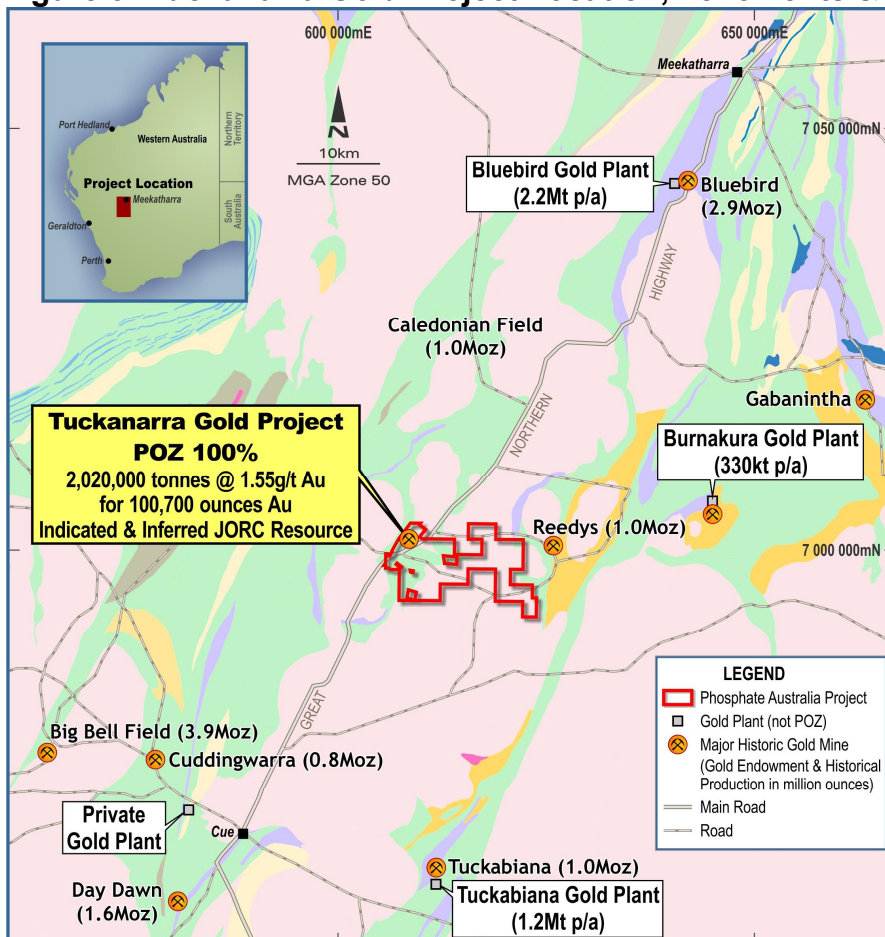 600 000mE
650 000mE
Meekatharra
7 050 000mN
Port Hedland
Western Australia
Northern
Territory
Project Location
Meekatharra
South
Australia
Geraldton
Perth
N
10km
MGA Zone 50
Bluebird Gold Plant
(2.2Mt p/a)
Bluebird
(2.9Moz)
HIGHWAY
Caledonian Field
(1.0Moz)
NORTHERN
Gabanintha
Tuckanarra Gold Project
POZ 100%
2,020,000 tonnes @ 1.55g/t Au
for 100,700 ounces Au
Indicated & Inferred JORC Resource
Burnakura Gold Plant
(330kt p/a)
Reedys (1.0Moz)
7 000 000mN
GREAT
Big Bell Field (3.9Moz)
Cuddingwarra (0.8Moz)
Private
Gold Plant
Cue
Day Dawn
(1.6Moz)
Tuckabiana (1.0Moz)
Tuckabiana Gold Plant
(1.2Mt p/a)
LEGEND
Phosphate Australia Project
Gold Plant (not POZ)
Major Historic Gold Mine
(Gold Endowment & Historical
Production in million ounces)
Main Road
Road